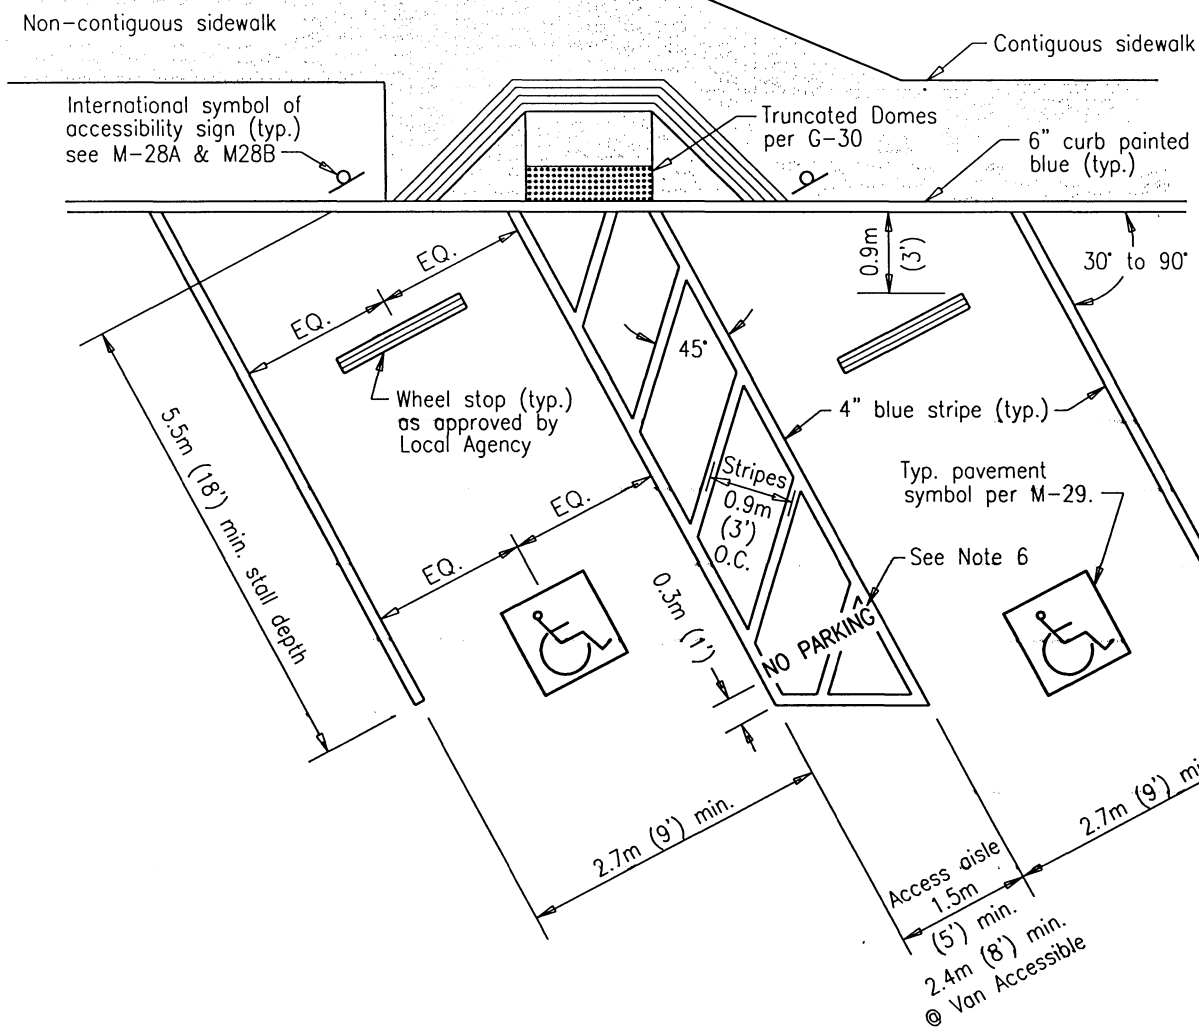 Non-contiguous sidewalk
Contiguous sidewalk
International symbol of
accessibility sign (typ.)
see M-28A & M28B
Truncated Domes
per G-30
6" curb painted
blue (typ.)
0.9m
(3')
30° to 90°
EQ.
EQ.
45°
Wheel stop (typ.)
as approved by
Local Agency
4" blue stripe (typ.)
5.5m (18') min. stall depth
Stripes
0.9m
(3')
O.C.
Typ. pavement
symbol per M-29.
EQ.
EQ.
See Note 6
0.3m (1')
NO PARKING
2.7m (9') min.
2.7m (9') mi
Access aisle
1.5m
(5') min.
2.4m (8') min.
@ Van Accessible